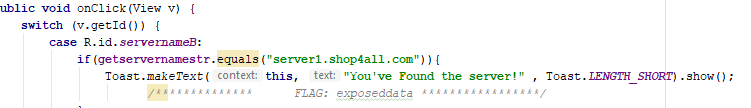 ublic void onClick(View v) {
switch (v.getId()) {
case R.id.servernameB:
if(getservernamestr.equals("server1.shop4all.com")){
Toast.makeText( context: this, text: "You've Found the server!" , Toast.LENGTH_SHORT).show();
/************** FLAG: exposeddata *****************/